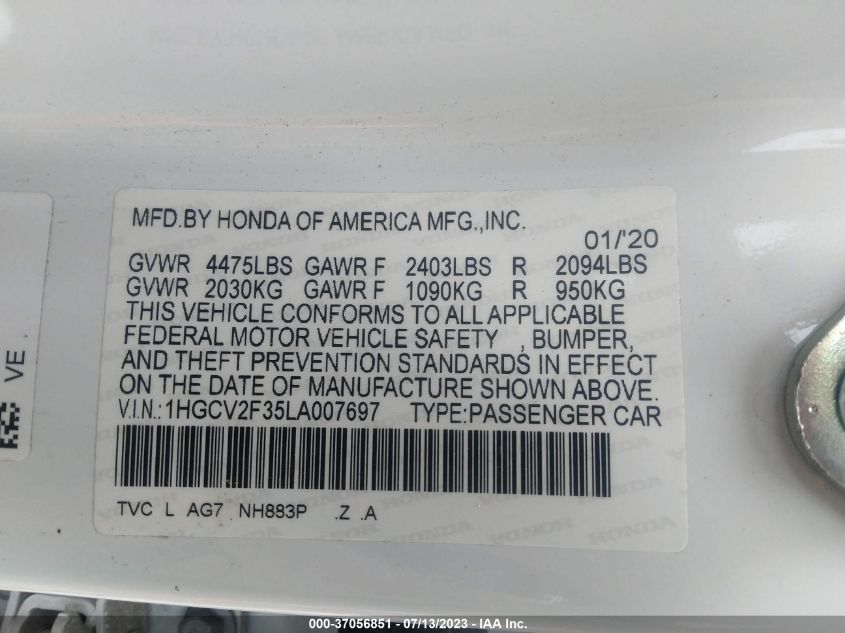 MFD.BY HONDA OF AMERICA MFG.,INC.
01/'20
GVWR 4475LBS GAWR F 2403LBS R 2094LBS
GVWR 2030KG GAWR F 1090KG R 950KG
THIS VEHICLE CONFORMS TO ALL APPLICABLE
FEDERAL MOTOR VEHICLE SAFETY , BUMPER,
AND THEFT PREVENTION STANDARDS IN EFFECT
ON THE DATE OF MANUFACTURE SHOWN ABOVE.
V.I.N.: 1HGCV2F35LA007697 TYPE:PASSENGER CAR
TVC L AG7 NH883P .Z .A
VE .
000-37056851 - 07/13/2023 - IAA Inc.